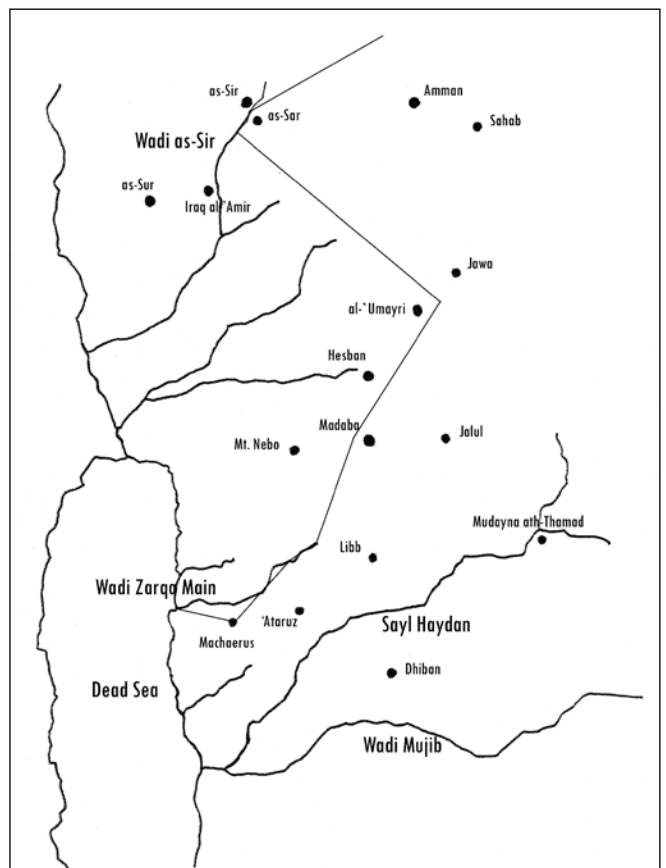 as-Sir
Amman
as-Sar
Sahab
Wadi as-Sir
as-Sur
Iraq al-'Amir
Jawa
al-`Umayri
Hesban
Madaba
Jalul
Mt. Nebo
Mudayna ath-Thamad
Libb
Wadi Zarqa Main
'Ataruz
Sayl Haydan
Machaerus
Dhiban
Dead Sea
Wadi Mujib